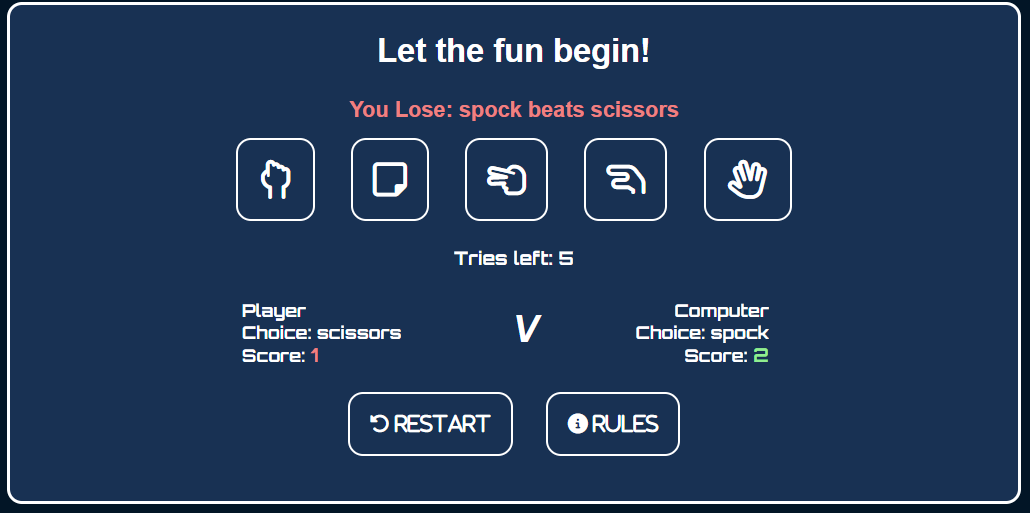 Let the fun begin!
You Lose: spock beats scissors
Tries left: 5
Player
Choice: scissors
Score: 1
V
Computer
Choice: spock
Score: 2
RESTART
RULES